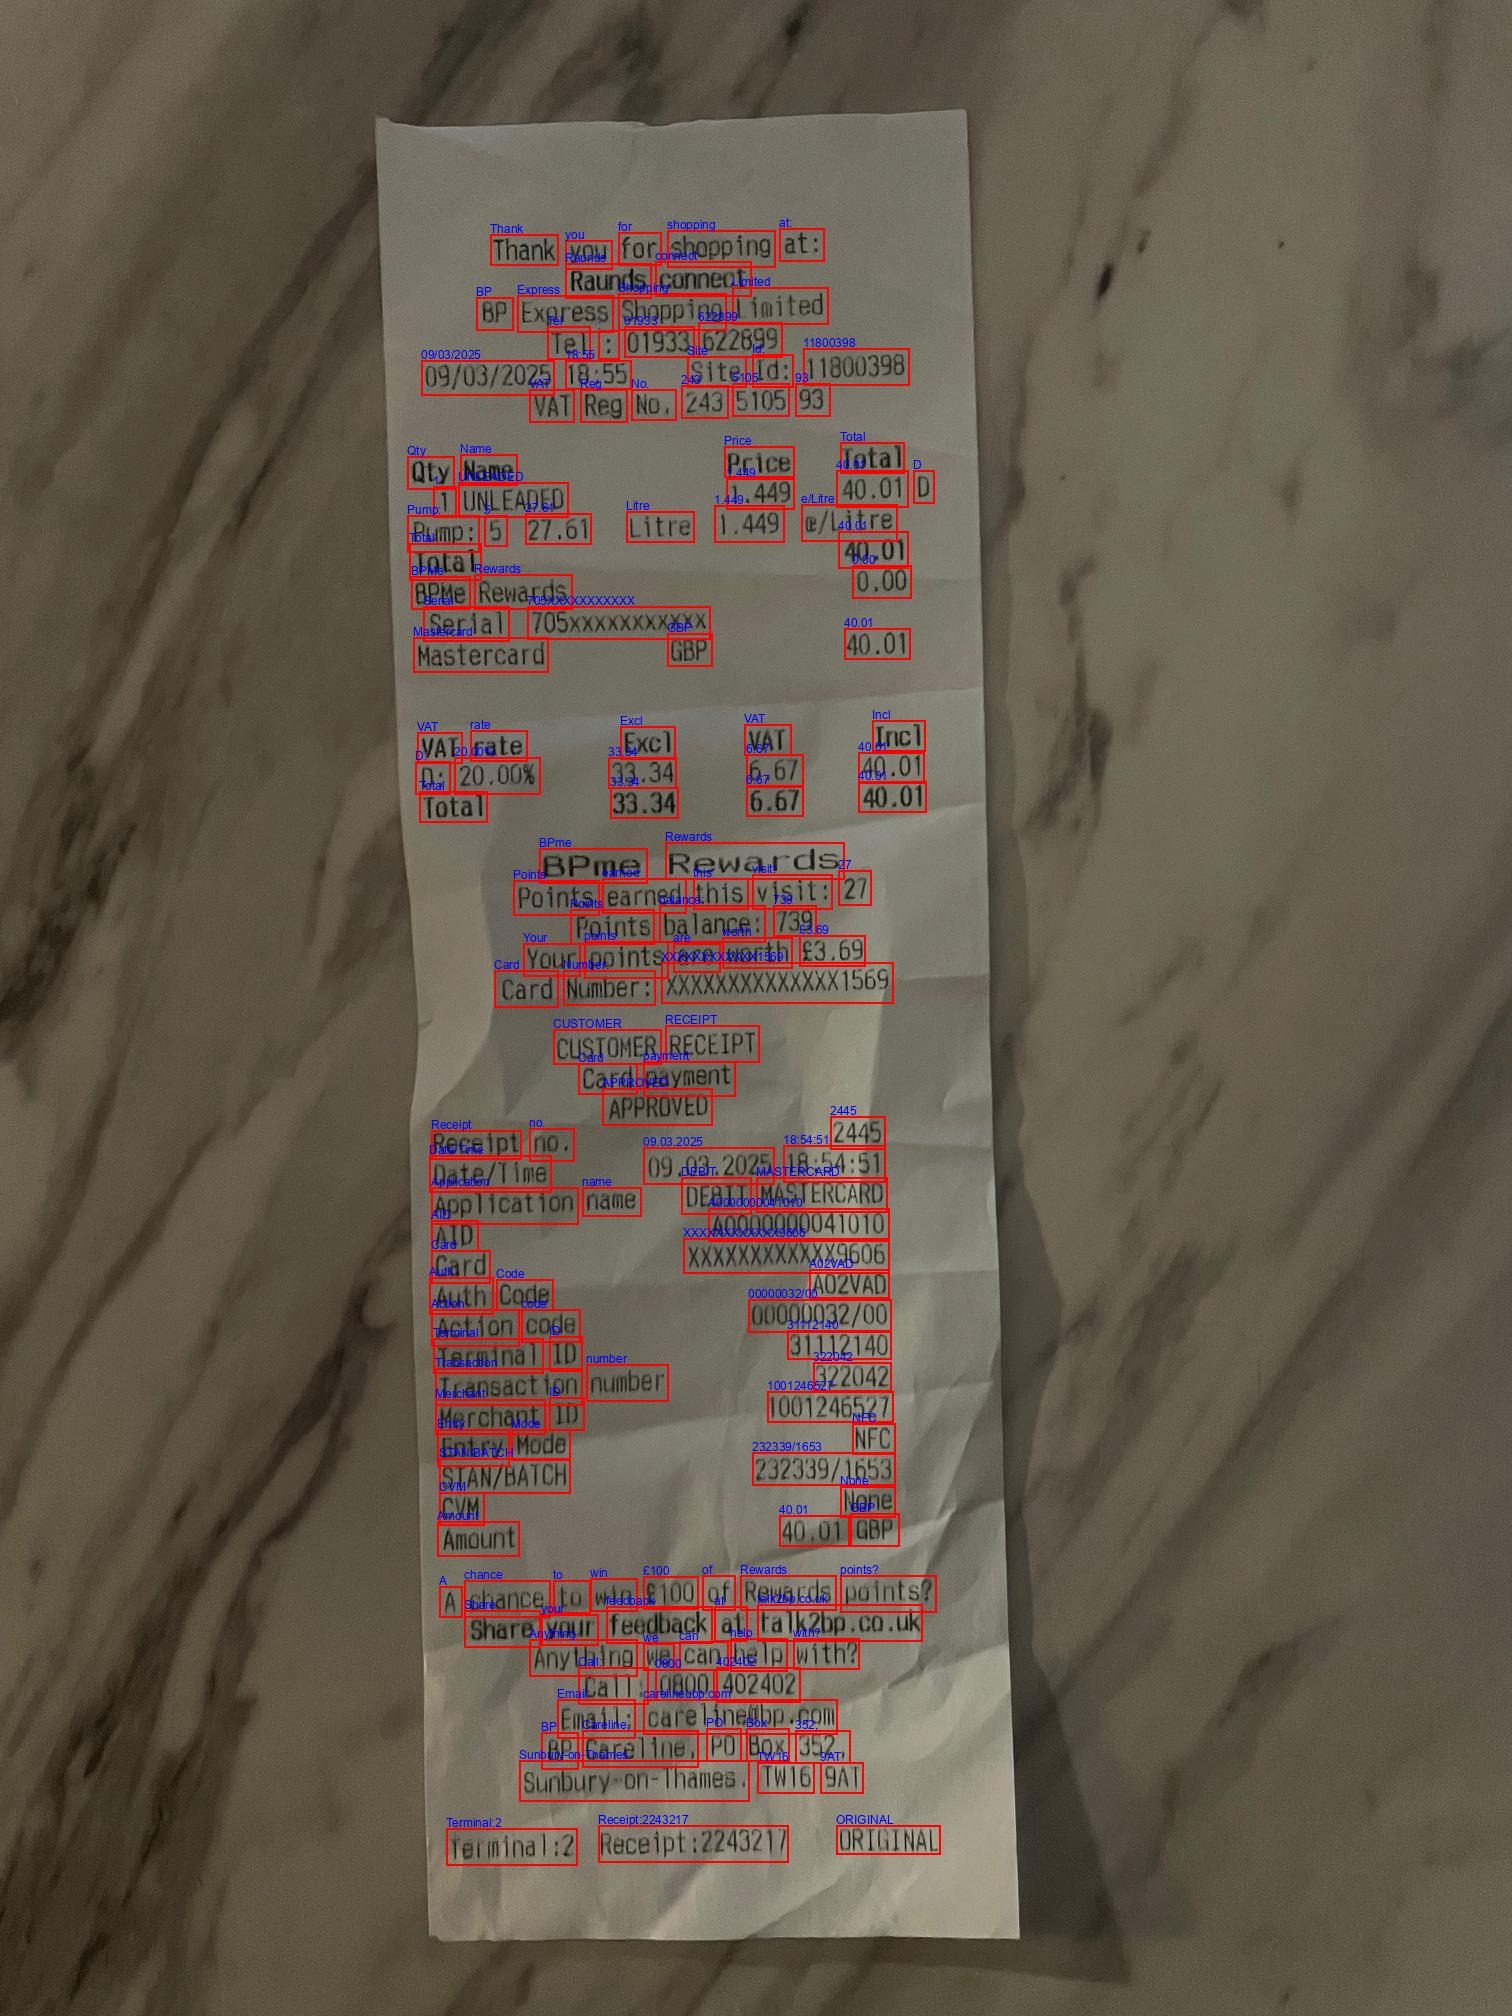 Thank you for shopping at:
Raunds connect
BP Express Shopping Limited
Tel : 01933 622899
09/03/2025 18:55 Site Id: 11800398
VAT Reg No. 243 5105 93
Qty Name Price Total
1 UNLEADED 1.449 40.01 D
Pump: 5 27.61 Litre 1.449 @/Litre
Total 40.01
BPMe Rewards 0.00
Serial 705xxxxxxxxxxx
Mastercard GBP 40.01
VAT rate Excl VAT Incl
D: 20.00% 33.34 6.67 40.01
Total 33.34 6.67 40.01
BPme Rewards
Points earned this visit: 27
Points balance: 739
Your points are worth £3.69
Card Number: XXXXXXXXXXXXXX1569
CUSTOMER RECEIPT
Card payment
APPROVED
Receipt no. 2445
Date/Time 09.03.2025 18:54:51
Application name DEBIT MASTERCARD
AID A0000000041010
Card XXXXXXXXXXXX9606
Auth Code A02VAD
Action code 00000032/00
Terminal ID 31112140
Transaction number 322042
Merchant ID 1001246527
Entry Mode NFC
STAN/BATCH 232339/1653
CVM None
Amount 40.01 GBP
A chance to win £100 of Rewards points?
Share your feedback at talk2bp.co.uk
Anything we can help with?
Call: 0800 402402
Email: careline@bp.com
BP Careline, PO Box 352,
Sunbury-on-Thames. TW16 9AT
Terminal:2 Receipt:2243217 ORIGINAL